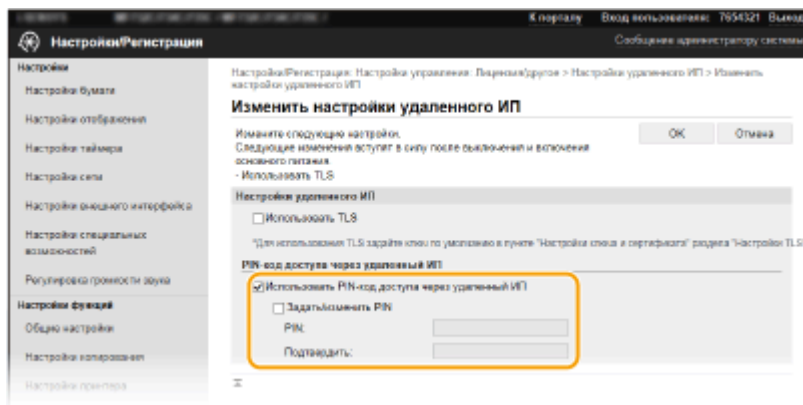 К порталу Вход пользователя: 7654321 Выход
Настройки/Регистрация
Сообщение администратору системы
Настройки
Настройки бумаги
Настройки отображения
Настройки таймера
Настройки сети
Настройки внешнего интерфейса
Настройки специальных
возможностей
Регулировка громкости звука
Настройки функций
Общие настройки
Настройки копирования
Настройки принтера
Настройки/Регистрация: Настройки управления: Лицензия/другое > Настройки удаленного ИП > Изменить
настройки удаленного ИП
Изменить настройки удаленного ИП
Измените следующие настройки.
Следующие изменения вступят в силу после выключения и включения
основного питания.
- Использовать TLS
OK Отмена
Настройки удаленного ИП
Использовать TLS
*Для использования TLS задайте ключ по умолчанию в пункте "Настройки ключа и сертификата" раздела "Настройки TLS
PIN-код доступа через удаленный ИП
Использовать PIN-код доступа через удаленный ИП
Задать/изменить PIN
PIN:
Подтвердить: